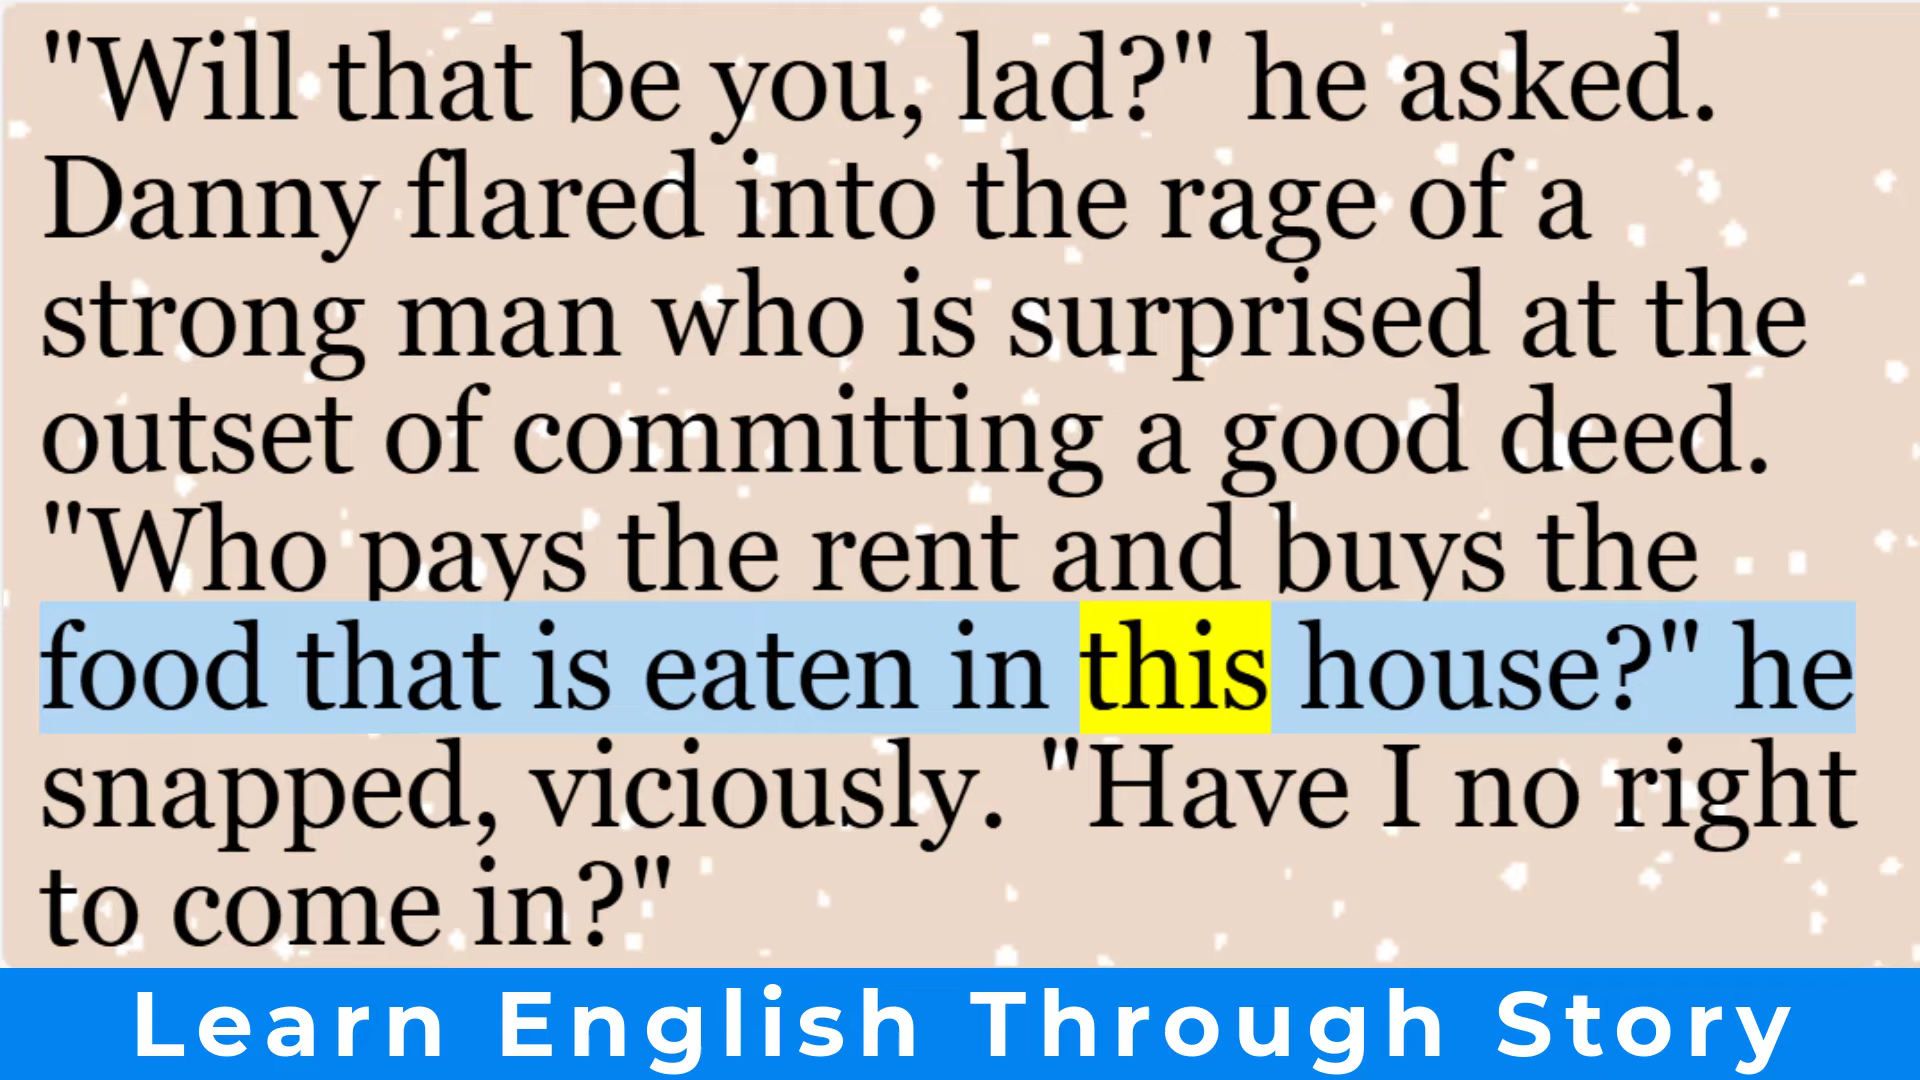 "Will that be you, lad?" he asked.
Danny flared into the rage of a
strong man who is surprised at the
outset of committing a good deed.
"Who pays the rent and buys the
food that is eaten in this house?" he
snapped, viciously. "Have I no right
to come in?"
Learn English Through Story